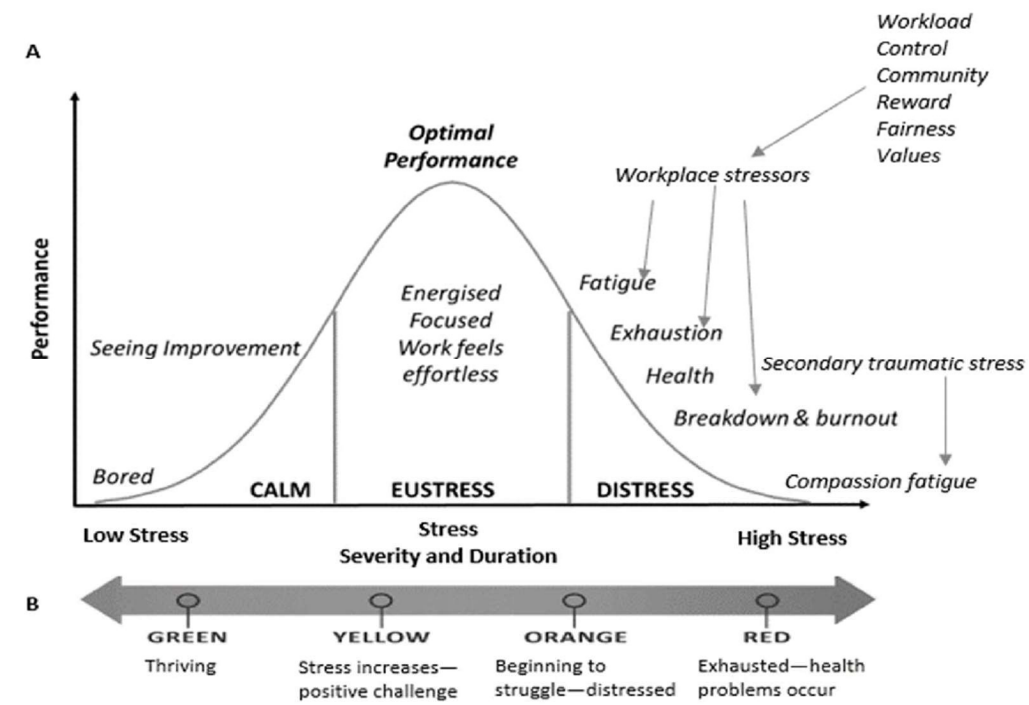 A
Workload
Control
Community
Reward
Fairness
Values
Optimal
Performance
Workplace stressors
Performance
Fatigue
Energised
Focused
Work feels
effortless
Exhaustion
Seeing Improvement
Health
Secondary traumatic stress
Breakdown & burnout
Bored
Compassion fatigue
CALM
EUSTRESS
DISTRESS
Low Stress
Stress
Severity and Duration
High Stress
B
GREEN
Thriving
YELLOW
Stress increases—
positive challenge
ORANGE
Beginning to
struggle—distressed
RED
Exhausted—health
problems occur